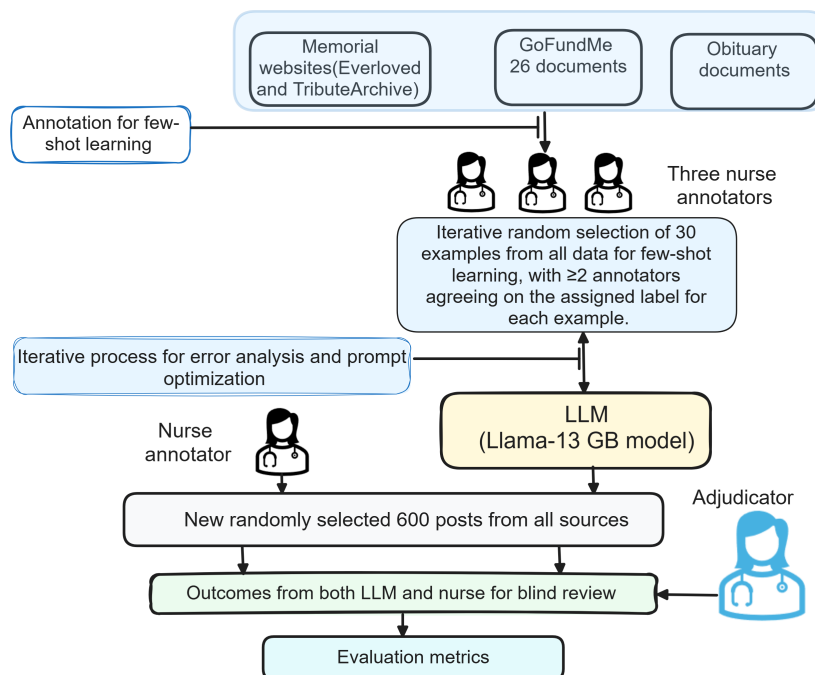 Memorial
websites(Everloved
and TributeArchive)
GoFundMe
26 documents
Obituary
documents
Annotation for few-
shot learning
Three nurse
annotators
Iterative random selection of 30
examples from all data for few-shot
learning, with ≥2 annotators
agreeing on the assigned label for
each example.
Iterative process for error analysis and prompt
optimization
LLM
(Llama-13 GB model)
Nurse
annotator
New randomly selected 600 posts from all sources
Adjudicator
Outcomes from both LLM and nurse for blind review
Evaluation metrics